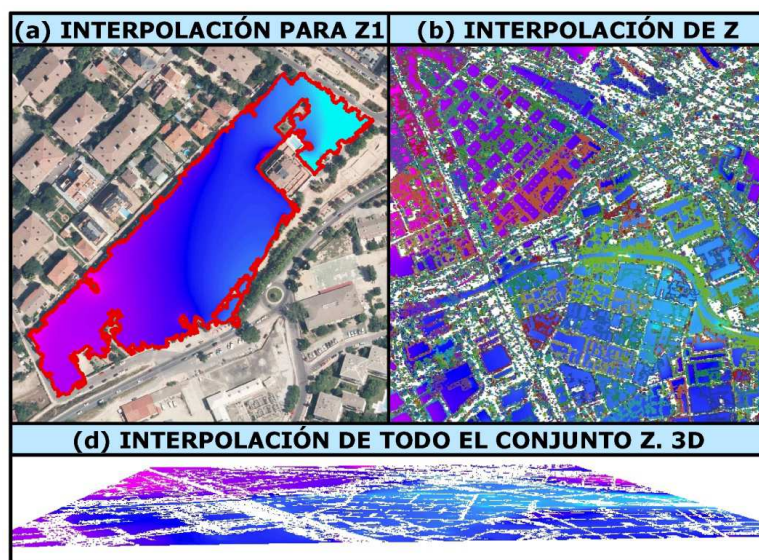 (a) INTERPOLACIÓN PARA Z1
(b) INTERPOLACIÓN DE Z
(d) INTERPOLACIÓN DE TODO EL CONJUNTO Z. 3D